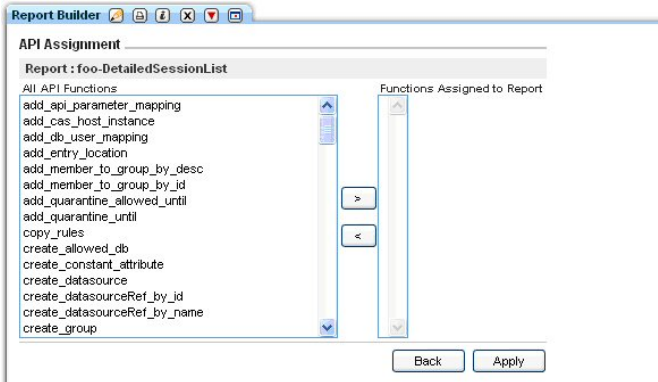 Report Builder
API Assignment
Report : foo-DetailedSessionList
All API Functions
Functions Assigned to Report
add_api_parameter_mapping
add_cas_host_instance
add_db_user_mapping
add_entry_location
add_member_to_group_by_desc
add_member_to_group_by_id
add_quarantine_allowed_until
add_quarantine_until
copy_rules
create_allowed_db
create_constant_attribute
create_datasource
create_datasourceRef_by_id
create_datasourceRef_by_name
create_group
>
<
Back
Apply